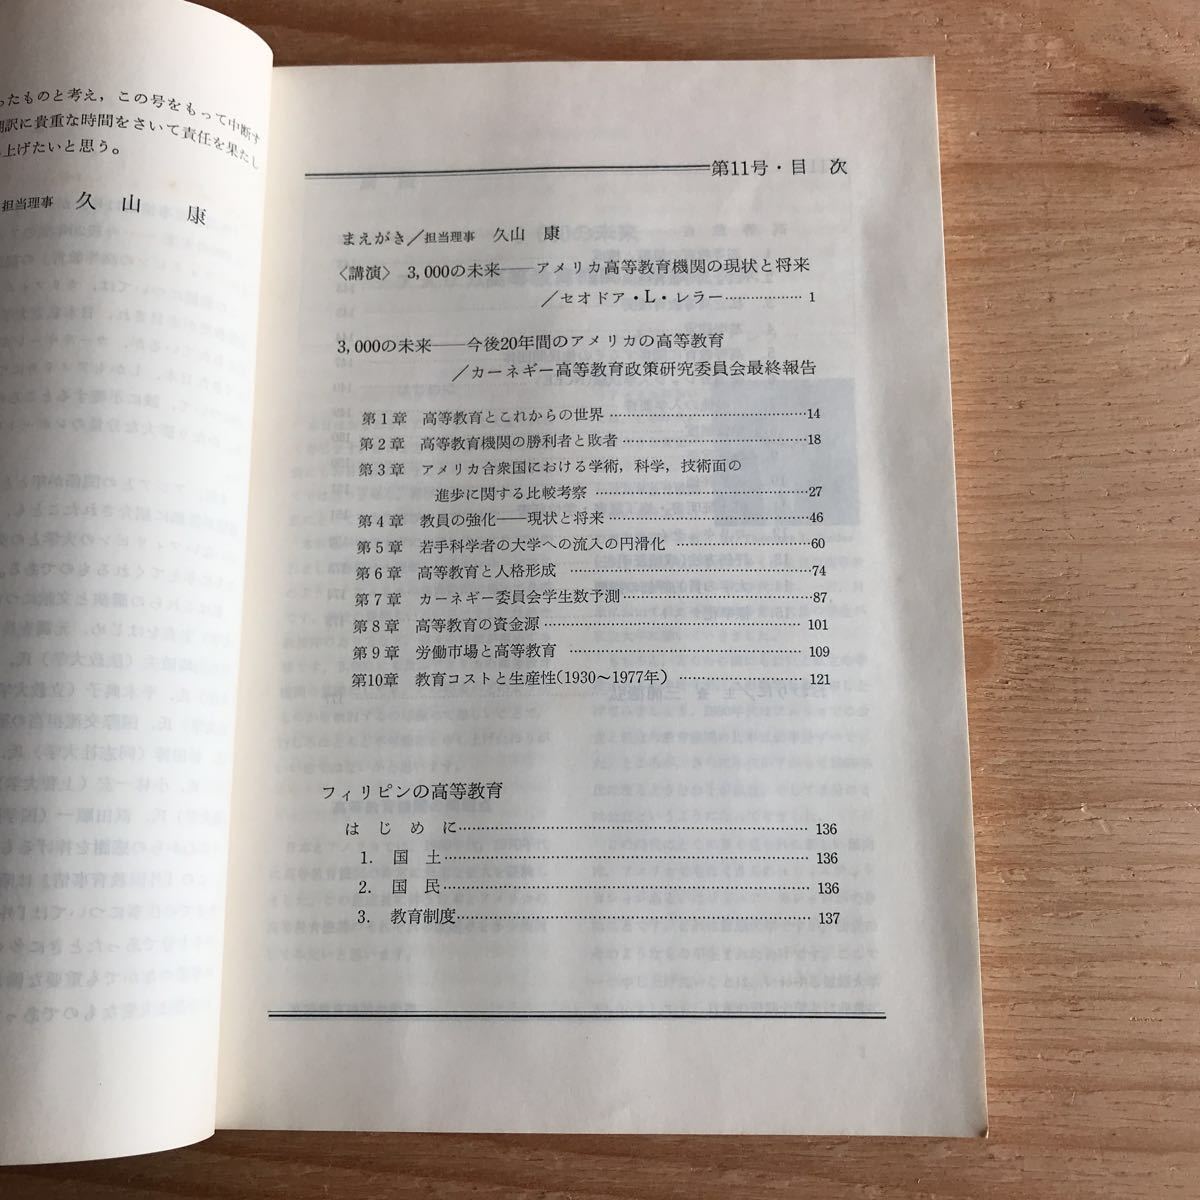 ったものと考え，この号をもって中断す
翻訳に貴重な時間をさいて責任を果たし
上げたいと思う。
担当理事　久　山　　康
第11号・目　次
まえがき／担当理事　久山　康
〈講演〉 3,000の未来――アメリカ高等教育機関の現状と将来
／セオドア・L・レラー……………… 1
3,000の未来――今後20年間のアメリカの高等教育
／カーネギー高等教育政策研究委員会最終報告
第1章　高等教育とこれからの世界……………………………………14
第2章　高等教育機関の勝利者と敗者…………………………………18
第3章　アメリカ合衆国における学術，科学，技術面の
進歩に関する比較考察……………………………………27
第4章　教員の強化――現状と将来……………………………………46
第5章　若手科学者の大学への流入の円滑化…………………………60
第6章　高等教育と人格形成……………………………………………74
第7章　カーネギー委員会学生数予測…………………………………87
第8章　高等教育の資金源……………………………………………101
第9章　労働市場と高等教育…………………………………………109
第10章　教育コストと生産性(1930〜1977年)………………………121
フィリピンの高等教育
は　じ　め　に……………………………………………………… 136
1．国　土…………………………………………………………… 136
2．国　民…………………………………………………………… 136
3．教育制度………………………………………………………… 137